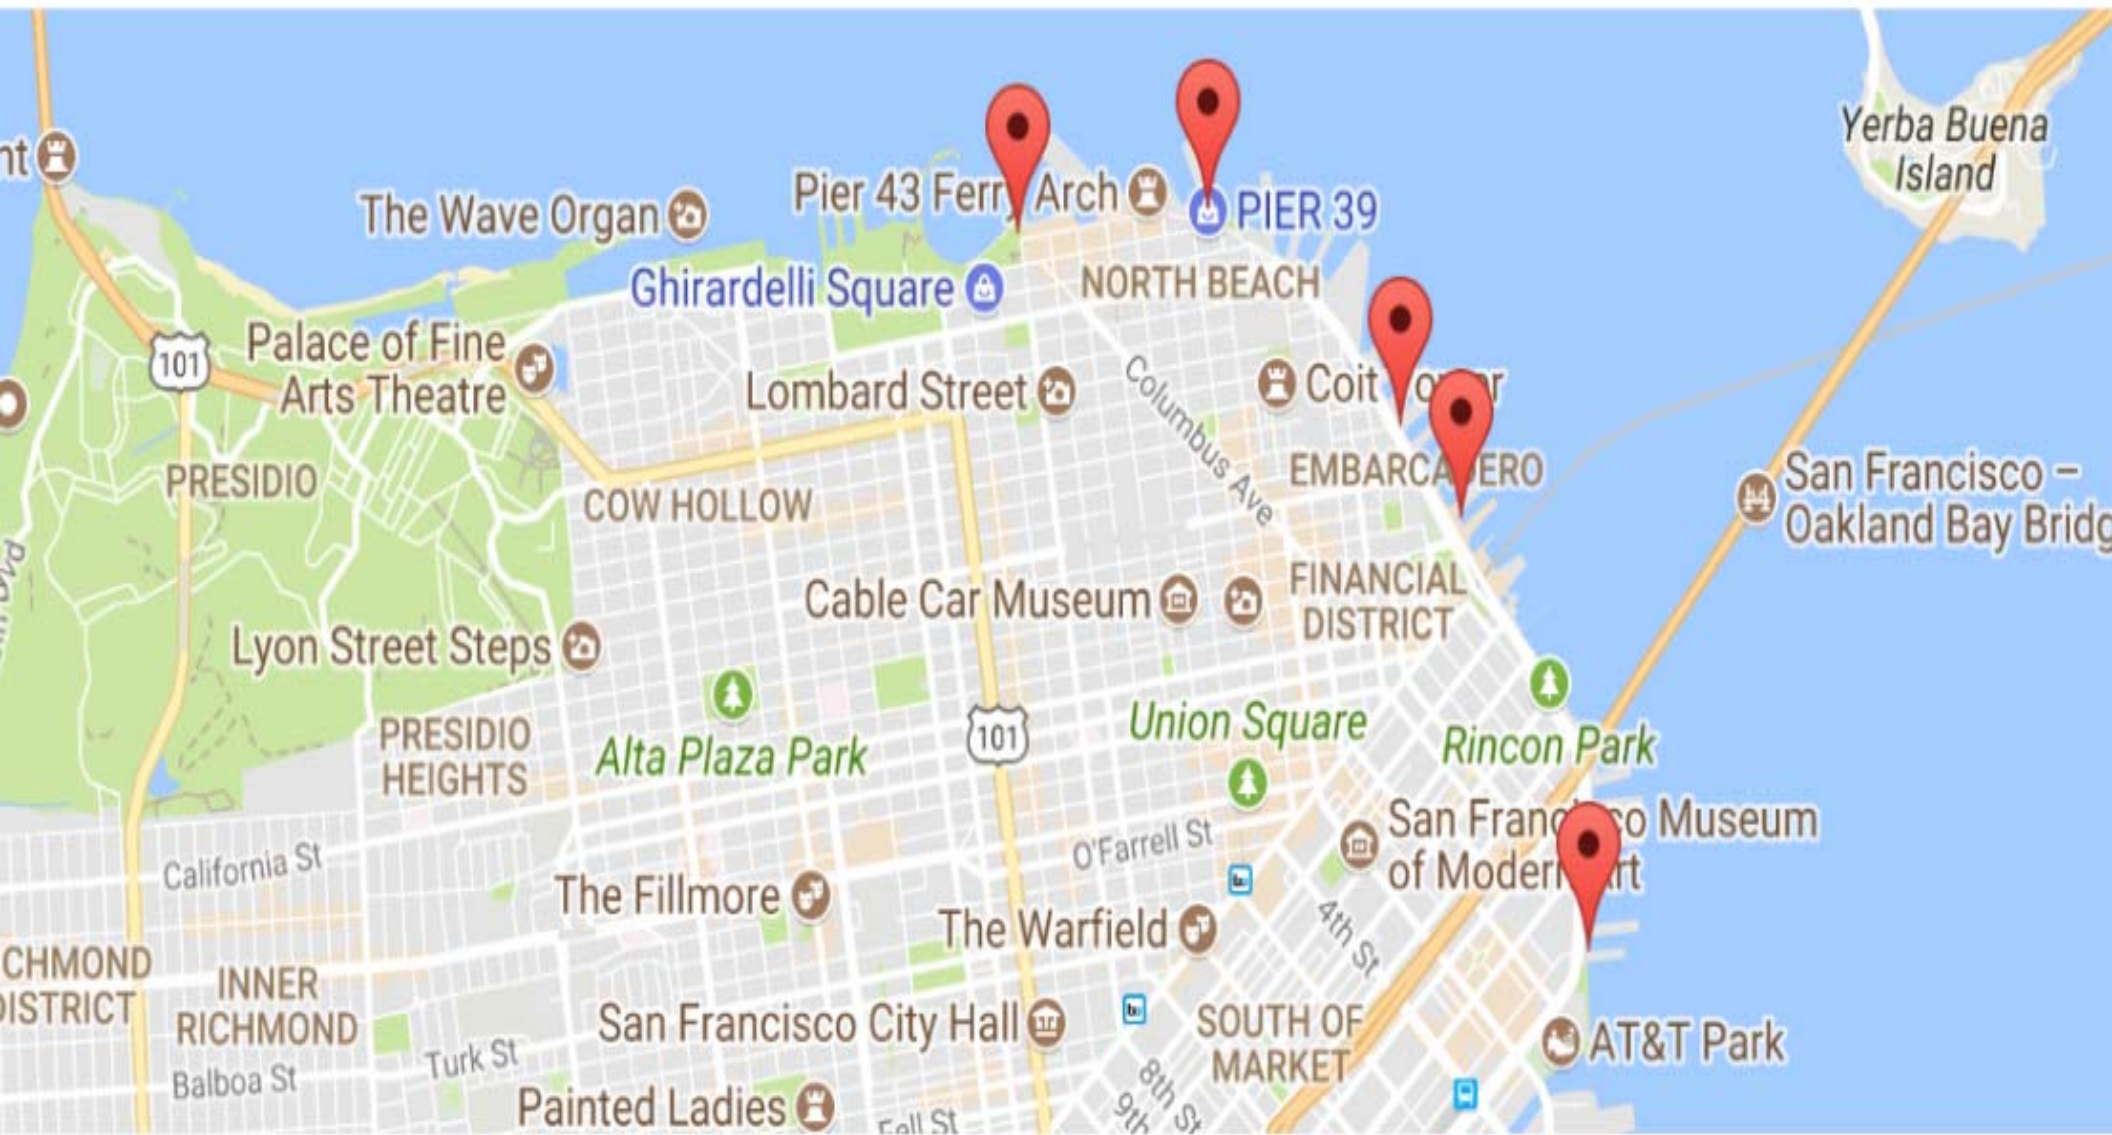 nt
Yerba Buena
Island
The Wave Organ
Pier 43 Ferry Arch
PIER 39
Ghirardelli Square
NORTH BEACH
101
Palace of Fine
Arts Theatre
Lombard Street
Columbus Ave
Coit Tower
PRESIDIO
COW HOLLOW
EMBARCADERO
San Francisco –
Oakland Bay Bridg
Cable Car Museum
FINANCIAL
DISTRICT
Lyon Street Steps
PRESIDIO
HEIGHTS
Alta Plaza Park
101
Union Square
Rincon Park
San Francisco Museum
of Modern Art
O'Farrell St
California St
The Fillmore
The Warfield
4th St
CHMOND
DISTRICT
INNER
RICHMOND
San Francisco City Hall
SOUTH OF
MARKET
AT&T Park
Turk St
Balboa St
Painted Ladies
Fell St
8th St
9th